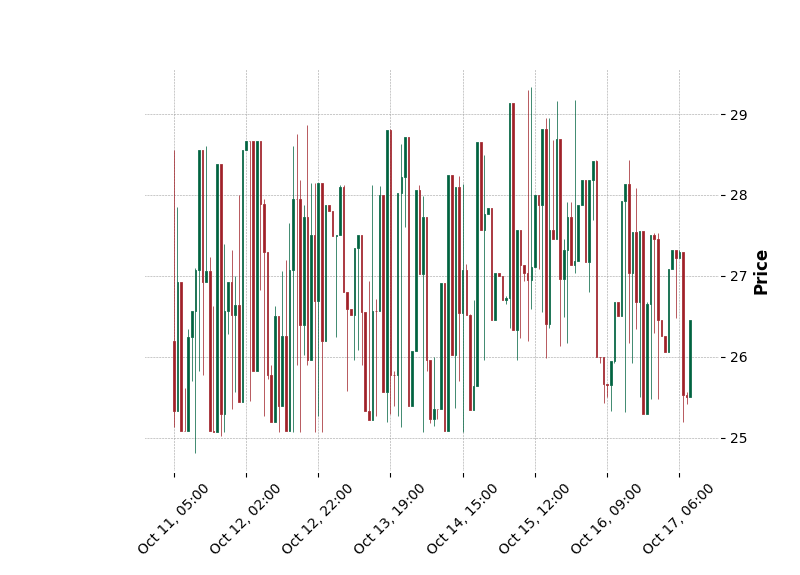 29
28
27
26
25
Price
Oct 11, 05:00
Oct 12, 02:00
Oct 12, 22:00
Oct 13, 19:00
Oct 14, 15:00
Oct 15, 12:00
Oct 16, 09:00
Oct 17, 06:00